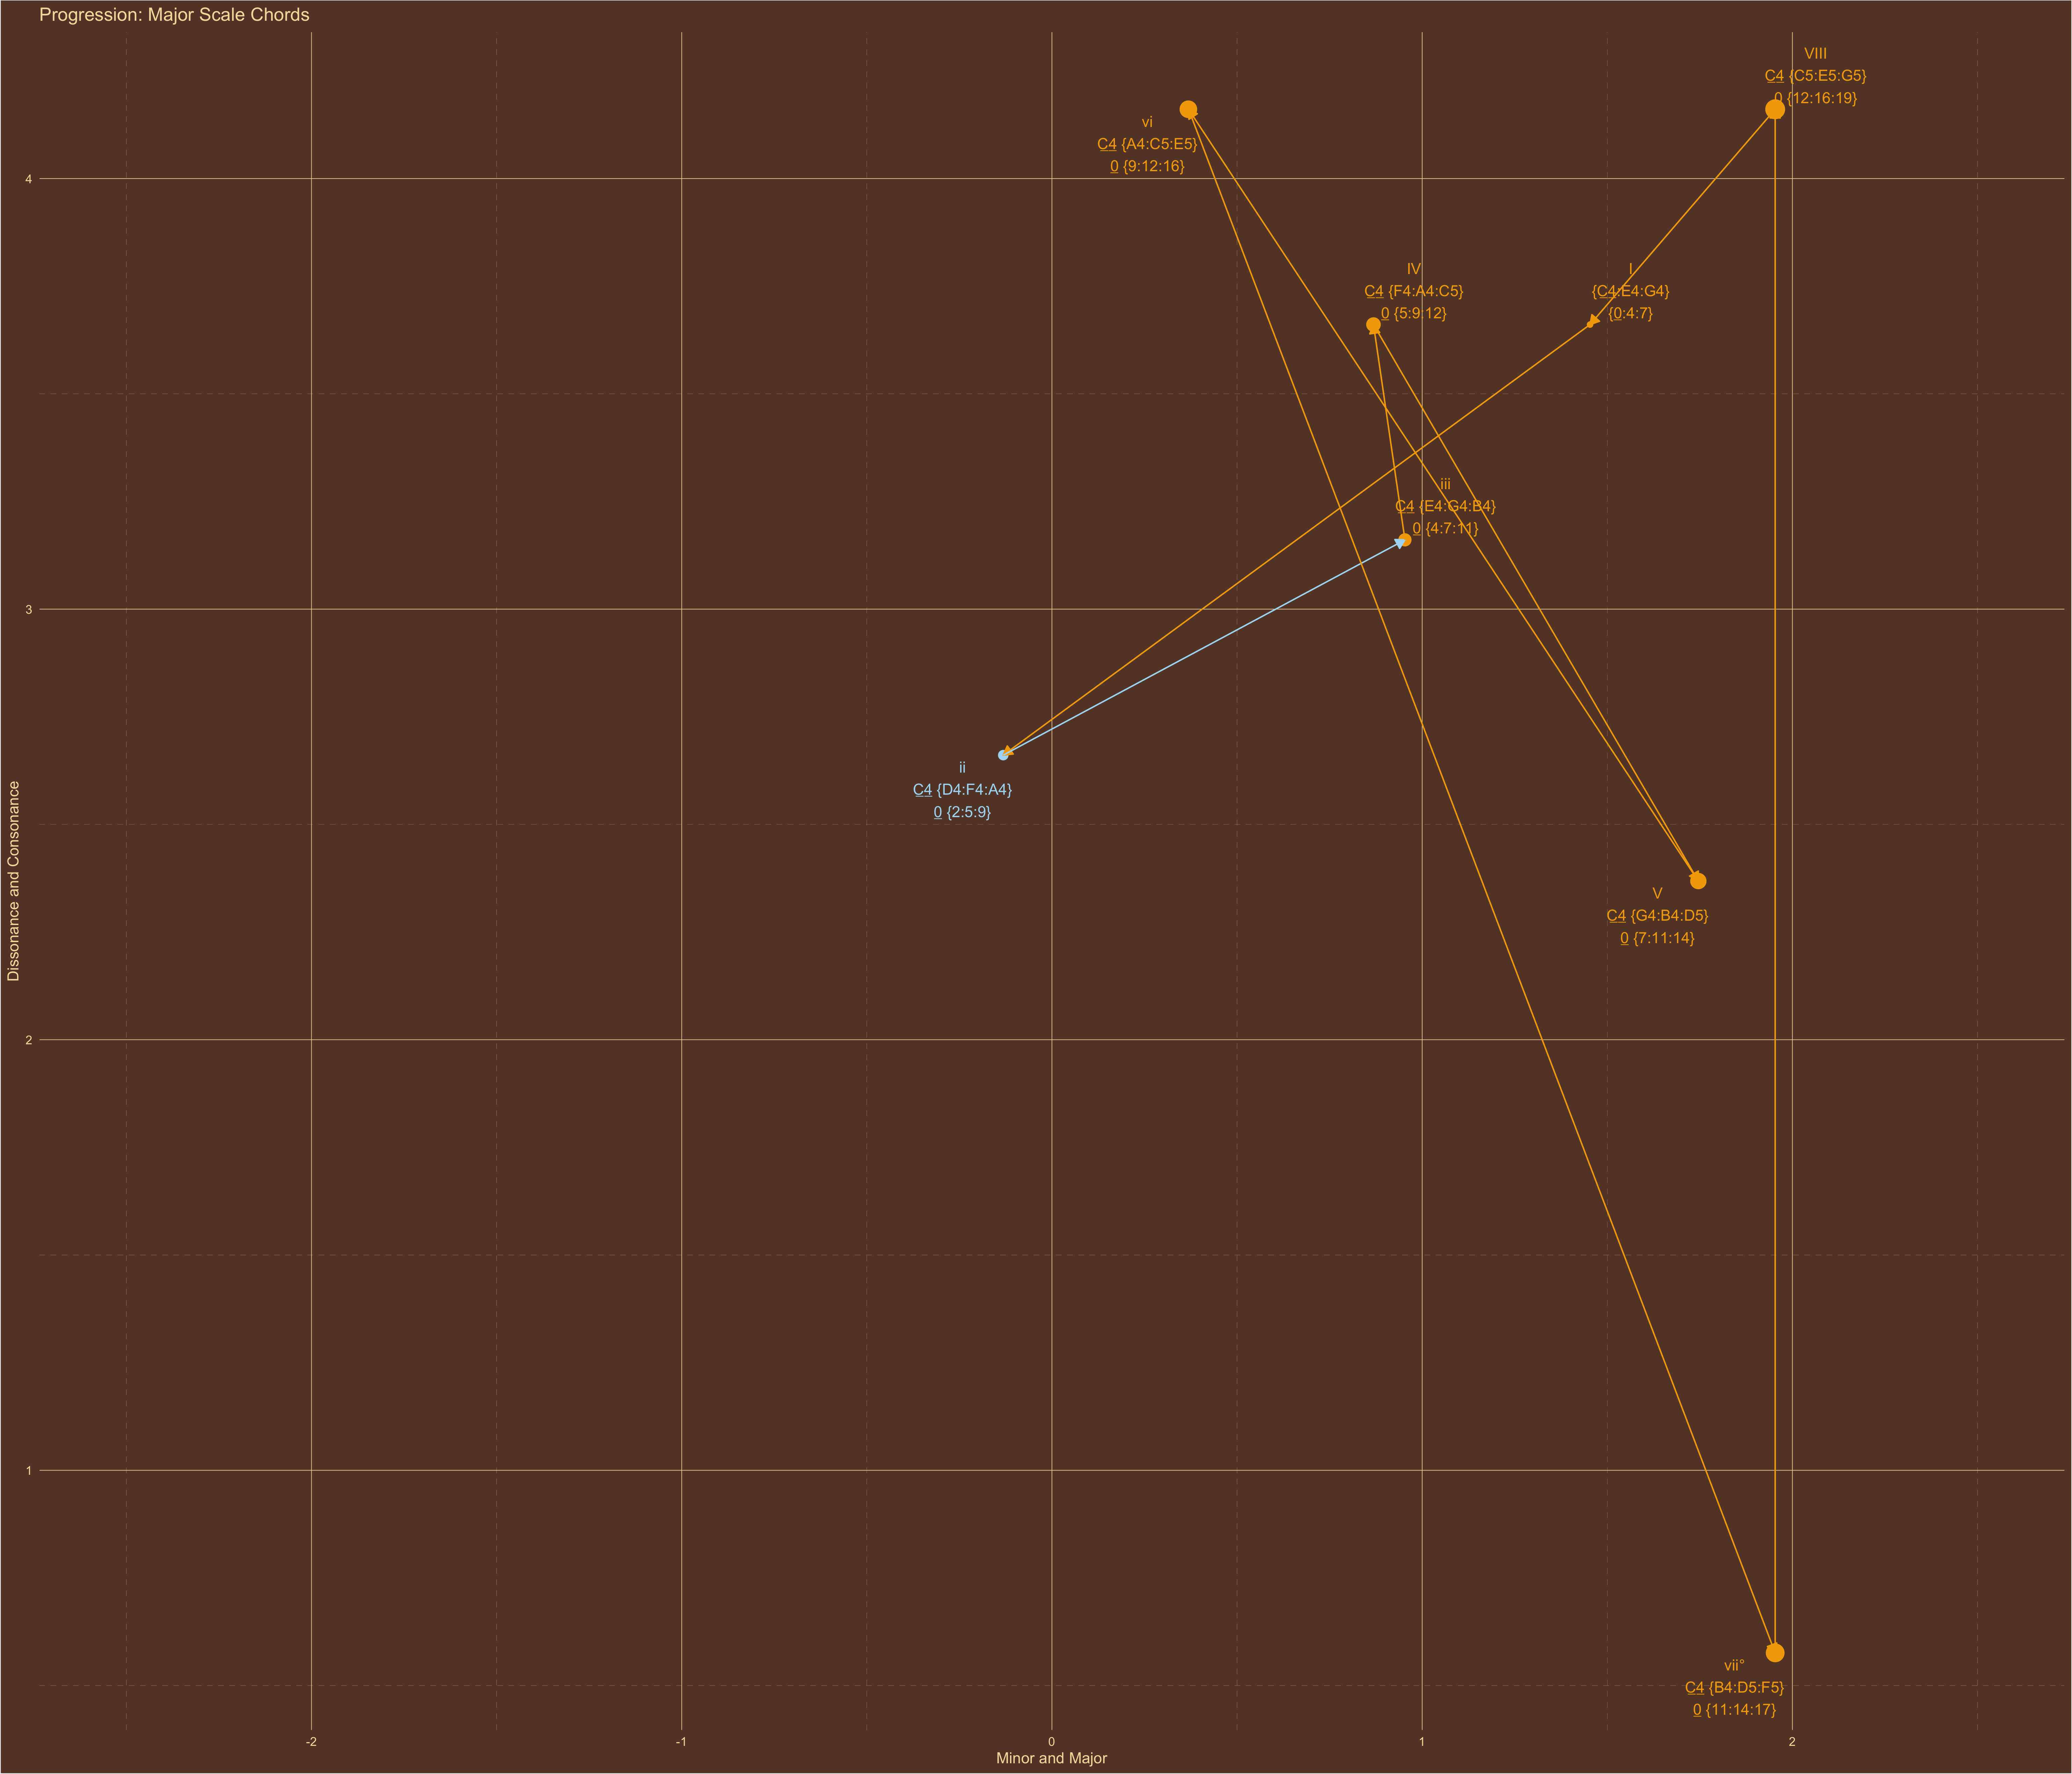 Progression: Major Scale Chords
VIII
C4 {C5:E5:G5}
0 {12:16:19}
vi
C4 {A4:C5:E5}
0 {9:12:16}
4
IV
C4 {F4:A4:C5}
0 {5:9:12}
I
{C4:E4:G4}
{0:4:7}
iii
C4 {E4:G4:B4}
0 {4:7:11}
3
ii
C4 {D4:F4:A4}
0 {2:5:9}
V
C4 {G4:B4:D5}
0 {7:11:14}
Dissonance and Consonance
2
1
vii°
C4 {B4:D5:F5}
0 {11:14:17}
-2
-1
0
1
2
Minor and Major